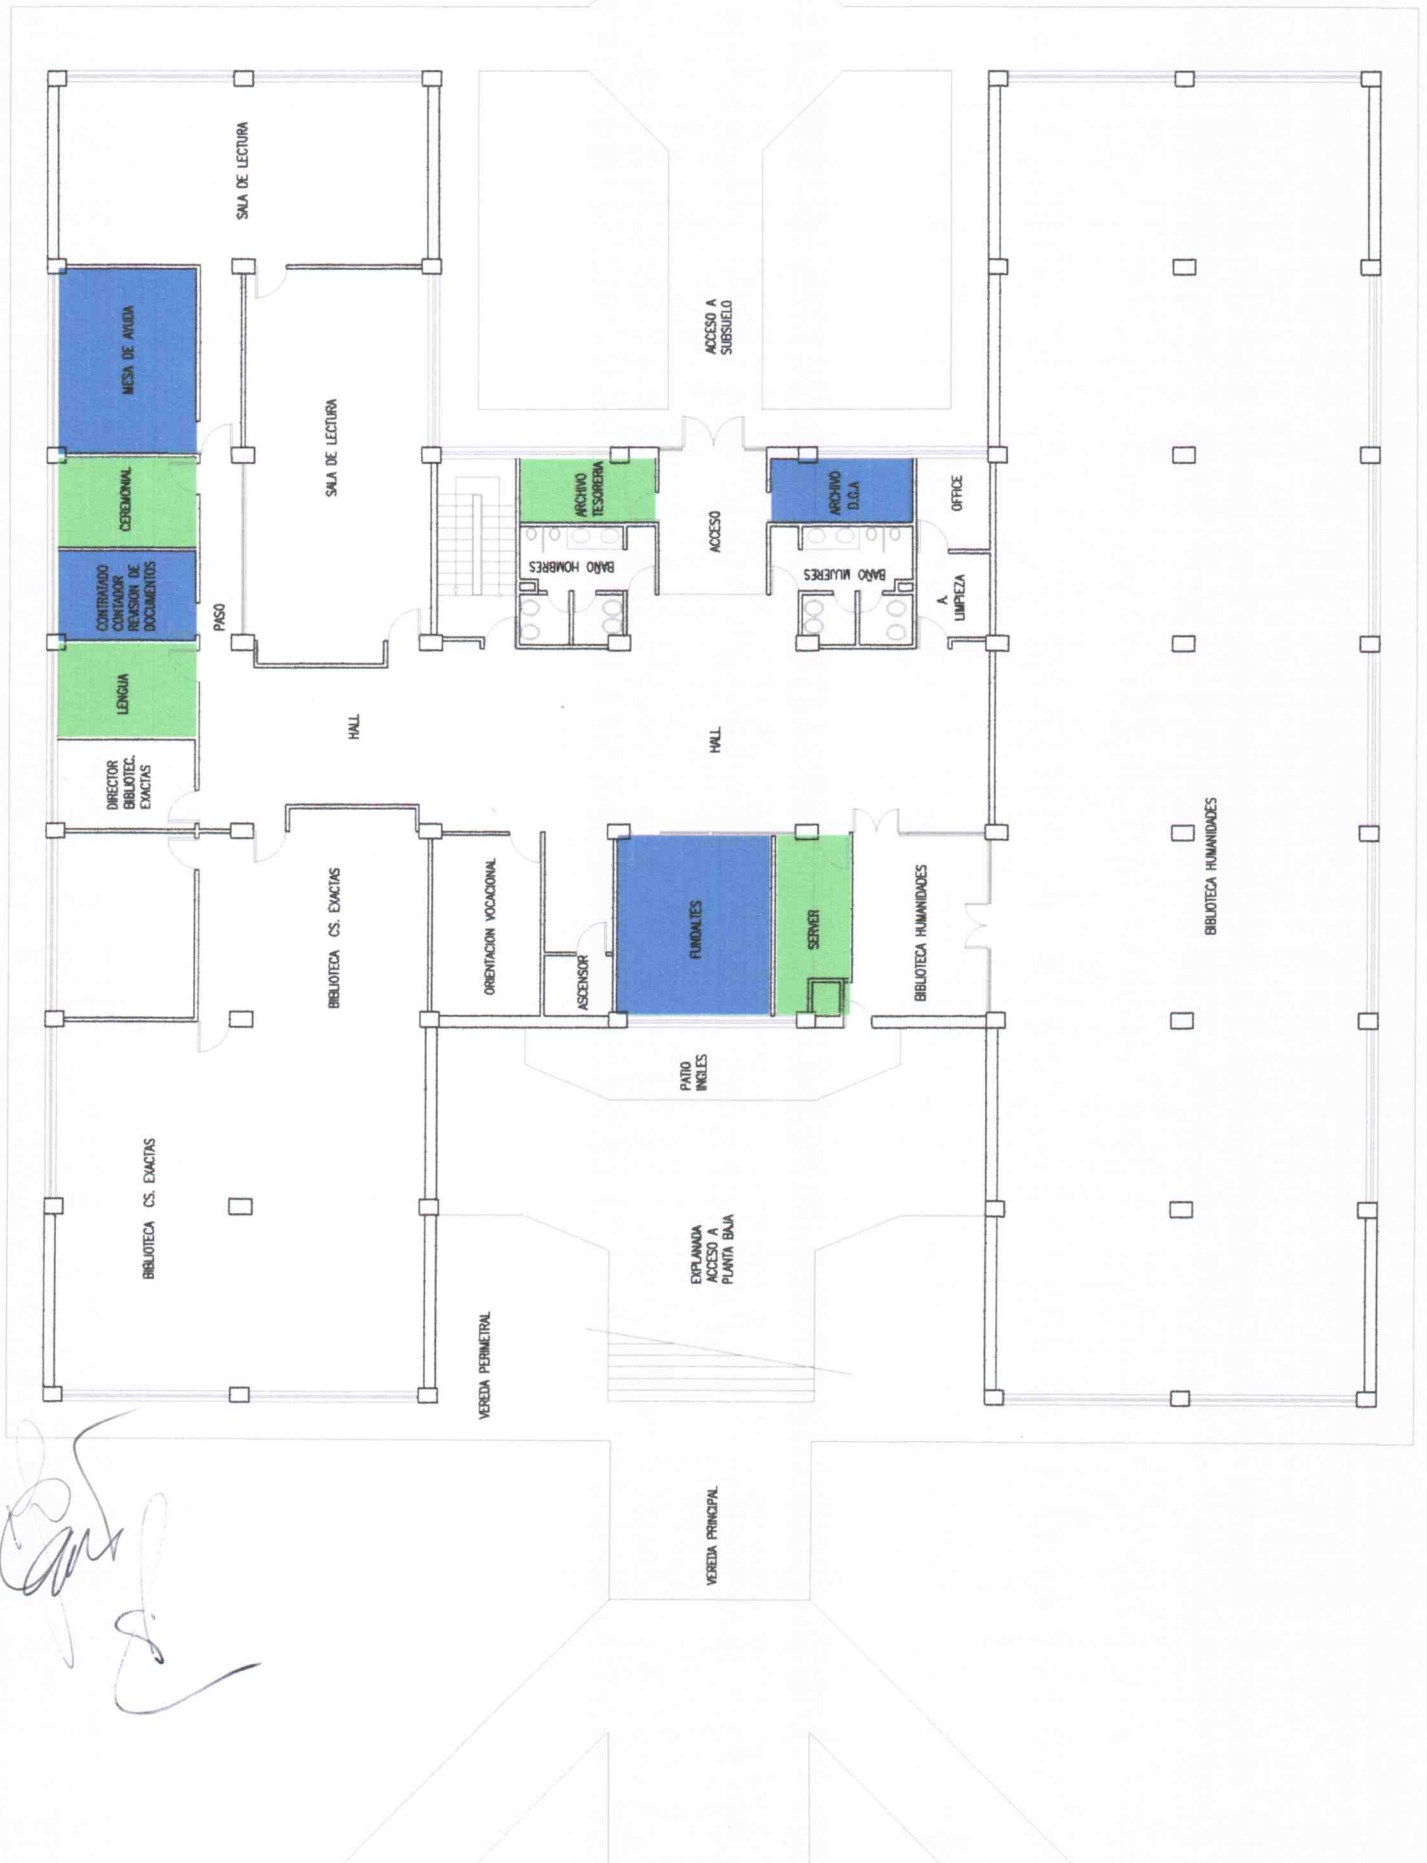 SALA DE LECTURA
MESA DE AYUDA
CEREMONIAL
CONTRATADO
CONTADOR
REVISION DE
DOCUMENTOS
LENGUA
DIRECTOR
BIBLIOTEC.
EXACTAS
PASO
SALA DE LECTURA
HALL
BIBLIOTECA CS. EXACTAS
BIBLIOTECA CS. EXACTAS
ORIENTACION VOCACIONAL
ASCENSOR
ARCHIVO
TESORERIA
BAÑO HOMBRES
ACCESO A
SUBSUELO
ACCESO
ARCHIVO
D.G.A
BAÑO MUJERES
OFFICE
A.
LIMPIEZA
HALL
FUNDALTES
SERVER
BIBLIOTECA HUMANIDADES
BIBLIOTECA HUMANIDADES
PATIO
INGLES
EXPLANADA
ACCESO A
PLANTA BAJA
VEREDA PERIMETRAL
VEREDA PRINCIPAL